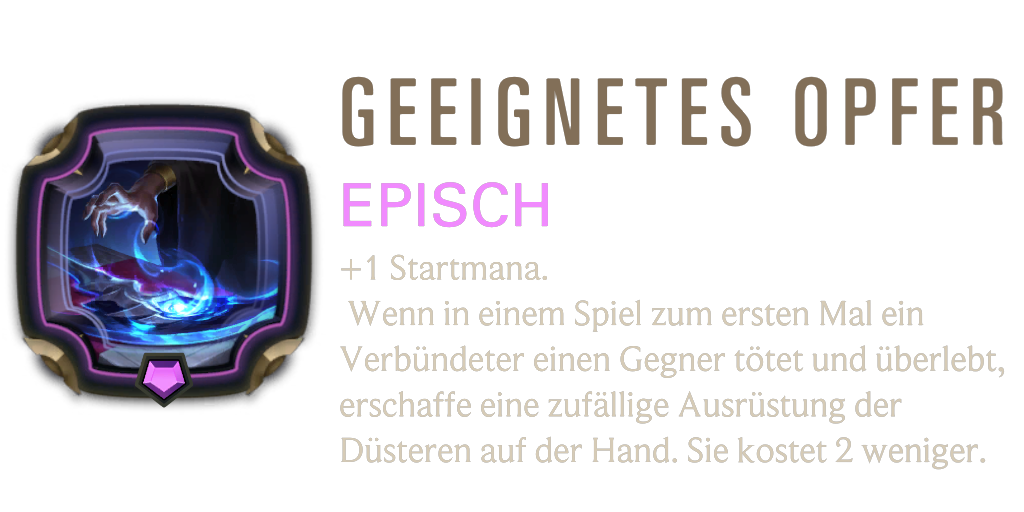 GEEIGNETES OPFER
EPISCH
+1 Startmana.
Wenn in einem Spiel zum ersten Mal ein
Verbündeter einen Gegner tötet und überlebt,
erschaffe eine zufällige Ausrüstung der
Düsteren auf der Hand. Sie kostet 2 weniger.